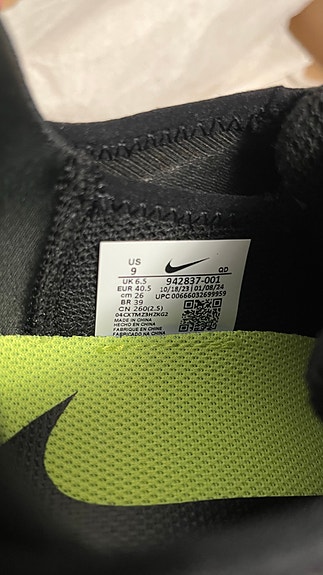 US
9
QD
UK 6.5
EUR 40.5
cm 26
BR 39
CN 260(2.5)
942837-001
10/18/23 | 01/08/24
UPC 00666032699959
04CXTMZ3HZKG2
MADE IN CHINA
HECHO EN CHINA
FABRIQUÉ EN CHINE
FABRICADO NA CHINA